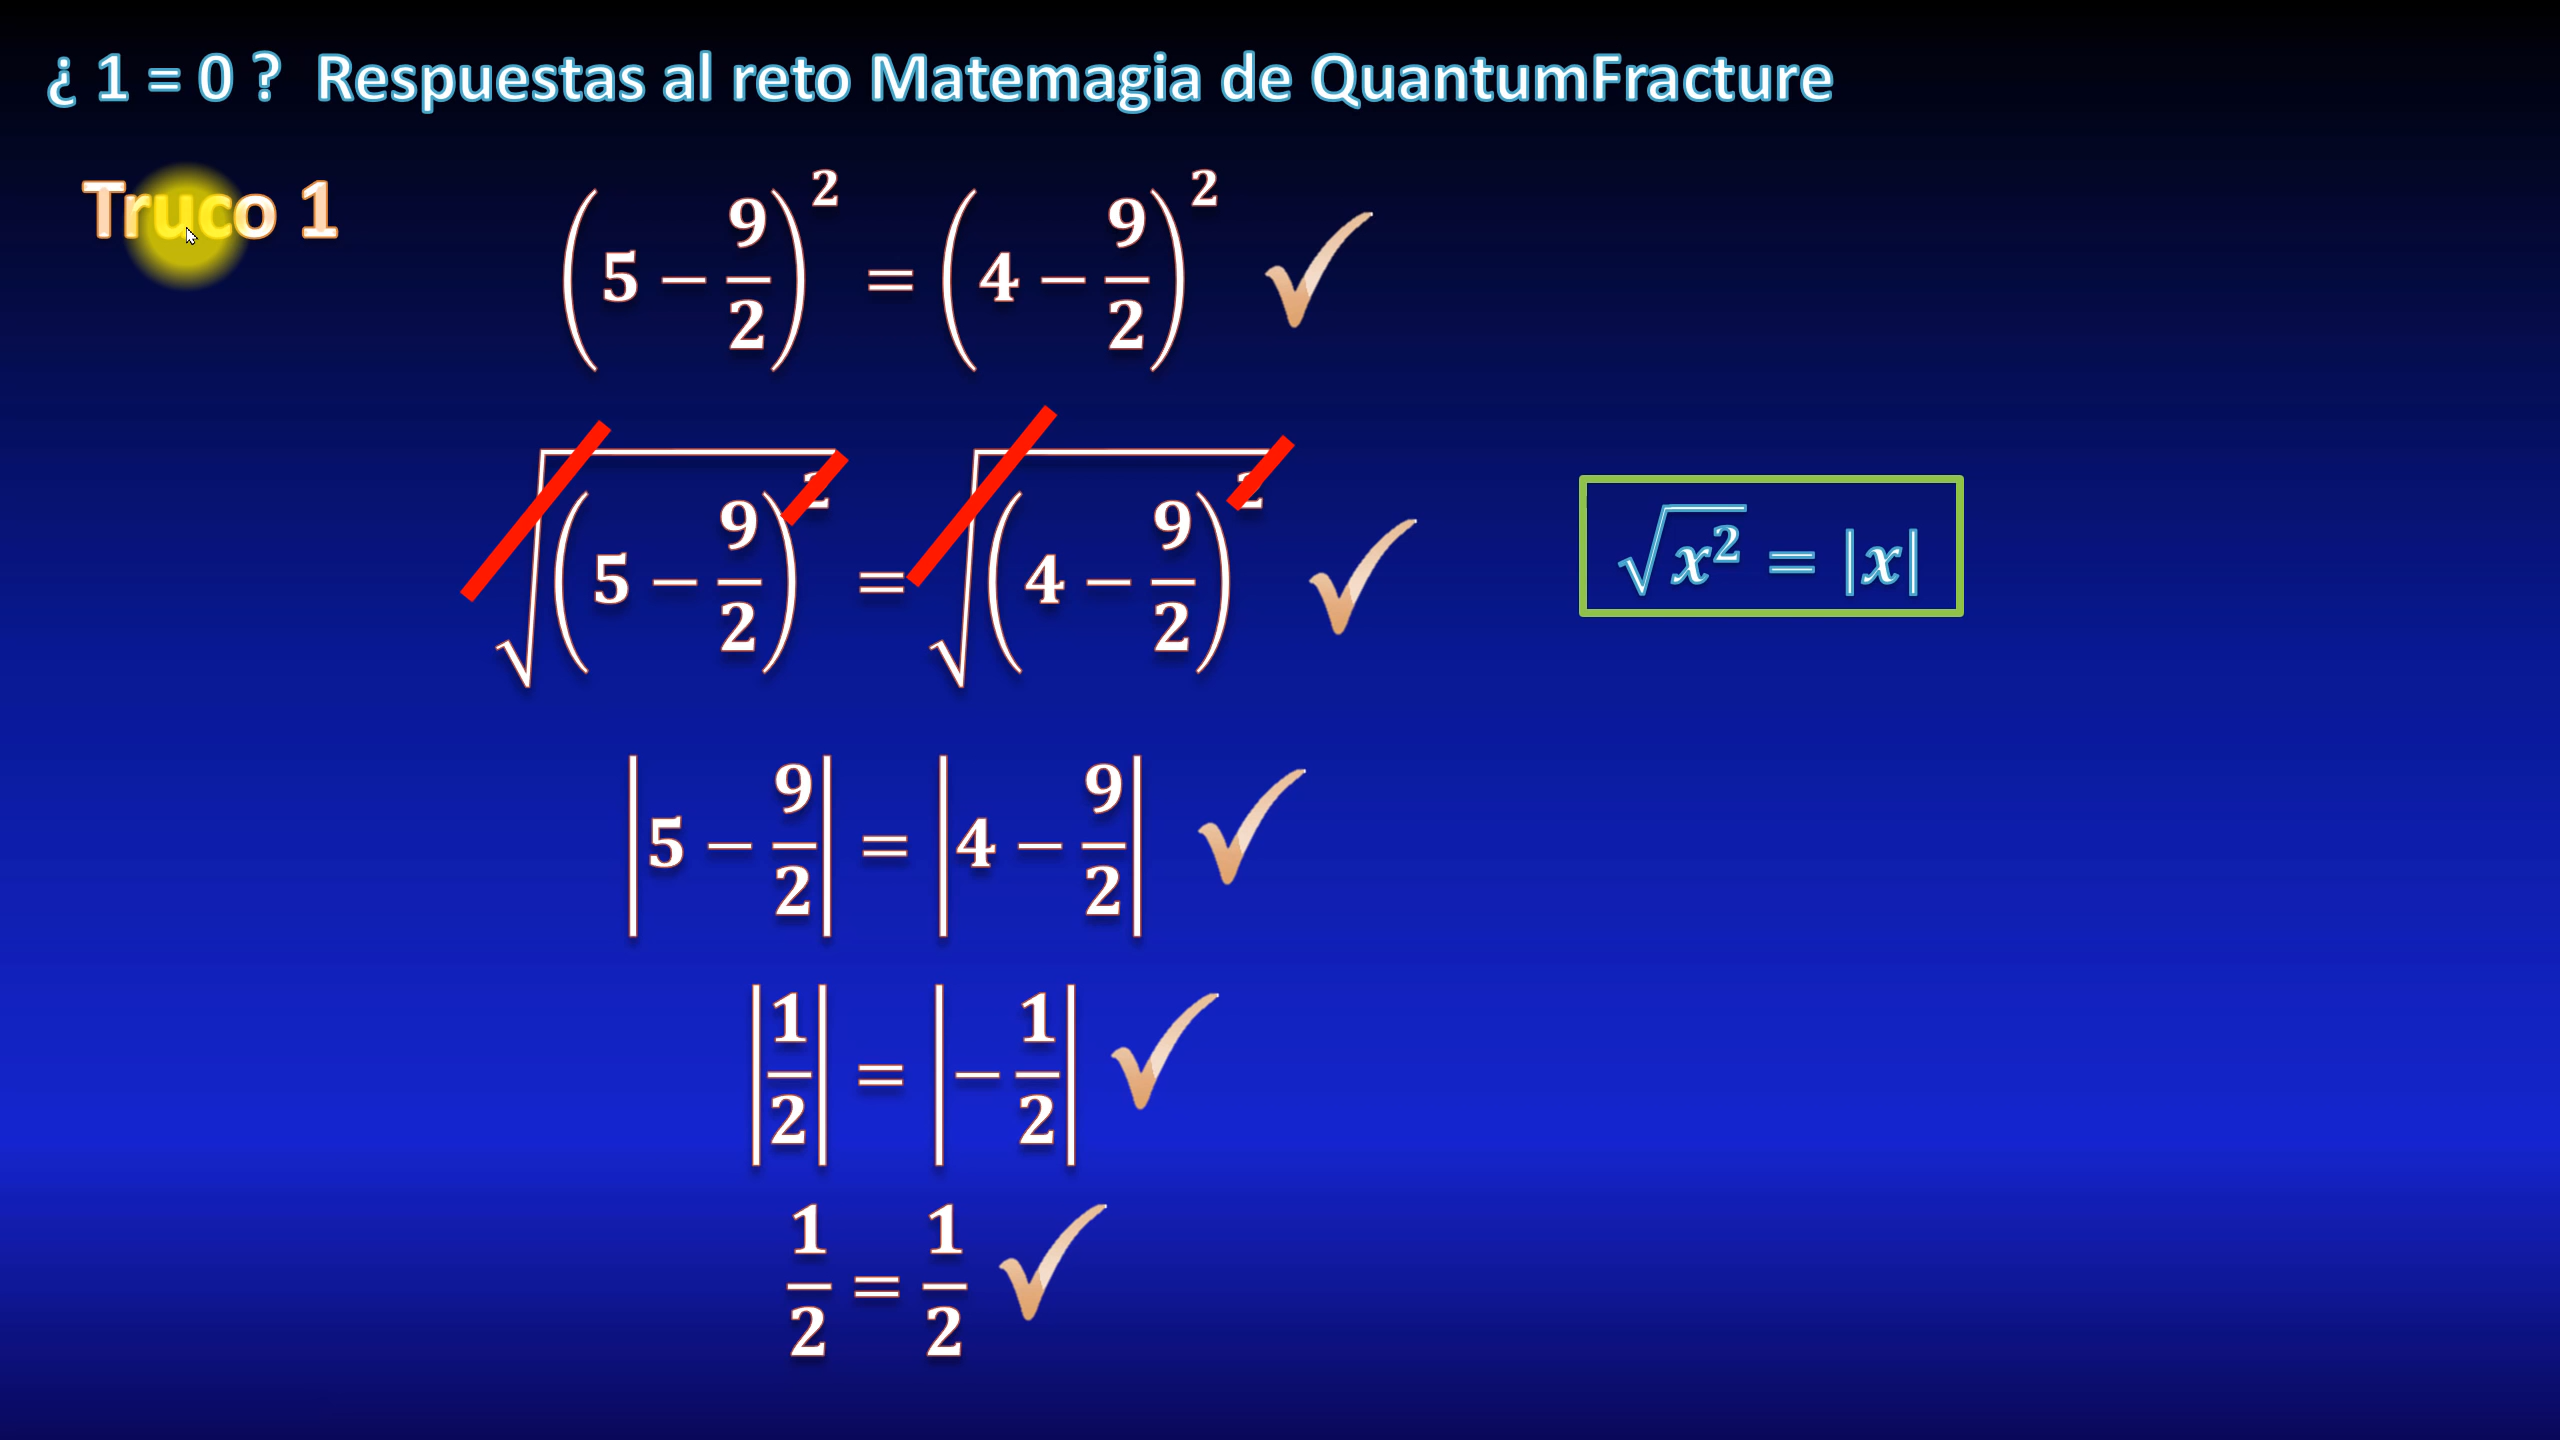 ¿ 1 = 0 ? Respuestas al reto Matemagia de QuantumFracture
Truco 1
(5 − 9/2)² = (4 − 9/2)² ✓
√(5 − 9/2)² = √(4 − 9/2)² ✓
√x² = |x|
|5 − 9/2| = |4 − 9/2| ✓
|1/2| = |− 1/2| ✓
1/2 = 1/2 ✓